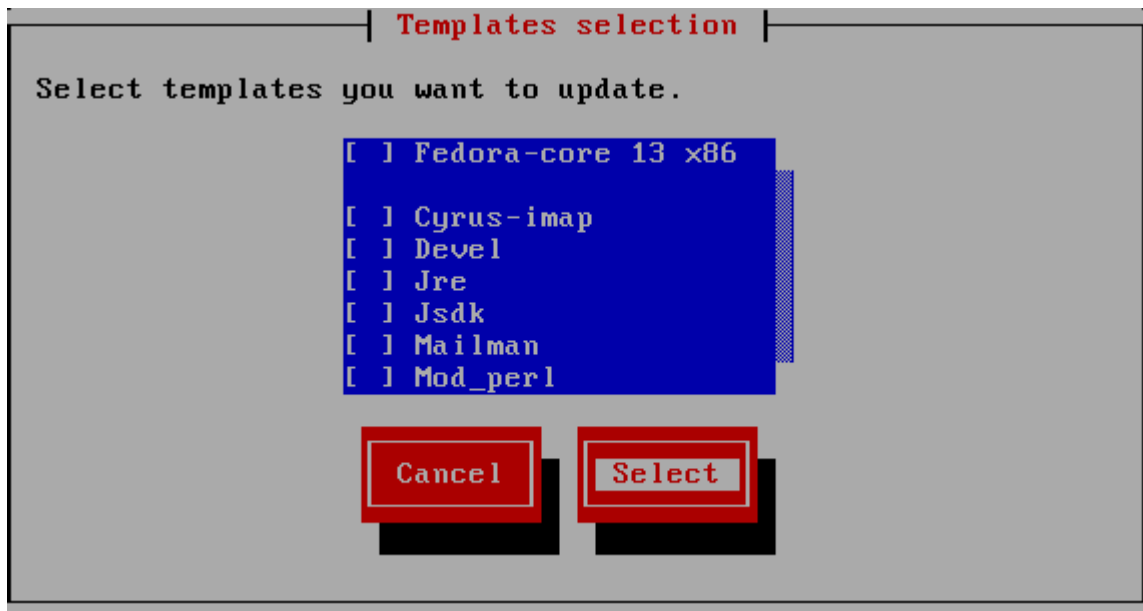 Templates selection
Select templates you want to update.
[ ] Fedora-core 13 x86
[ ] Cyrus-imap
[ ] Devel
[ ] Jre
[ ] Jsdk
[ ] Mailman
[ ] Mod_perl
Cancel Select